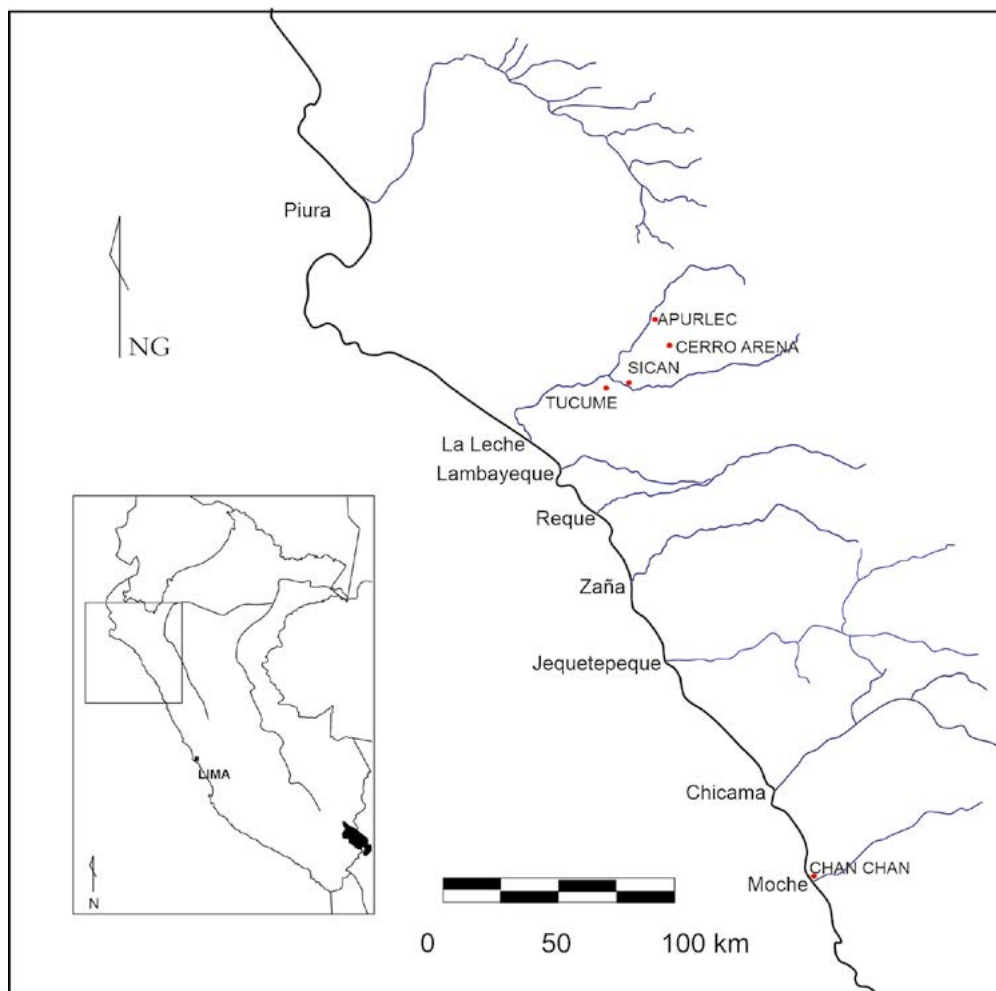 Piura
NG
APURLEC
CERRO ARENA
SICAN
TUCUME
La Leche
Lambayeque
Reque
Zaña
Jequetepeque
LIMA
Chicama
CHAN CHAN
Moche
N
0 50 100 km